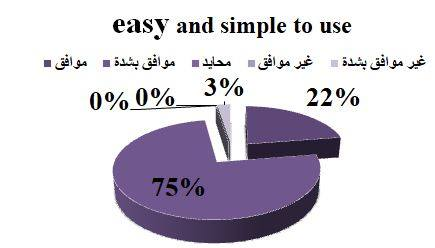 easy and simple to use
موافق موافق بشدة محايد غير موافق غير موافق بشدة
0% 0% 3% 22%
75%